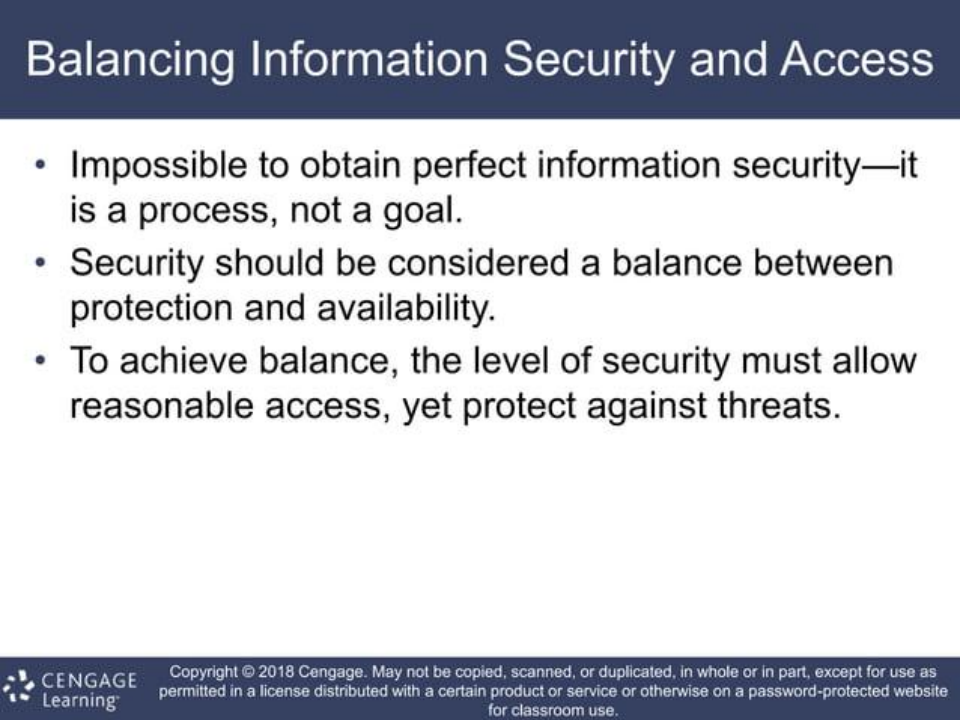 Balancing Information Security and Access
• Impossible to obtain perfect information security—it
is a process, not a goal.
• Security should be considered a balance between
protection and availability.
• To achieve balance, the level of security must allow
reasonable access, yet protect against threats.
CENGAGE
Learning™
Copyright © 2018 Cengage. May not be copied, scanned, or duplicated, in whole or in part, except for use as
permitted in a license distributed with a certain product or service or otherwise on a password-protected website
for classroom use.